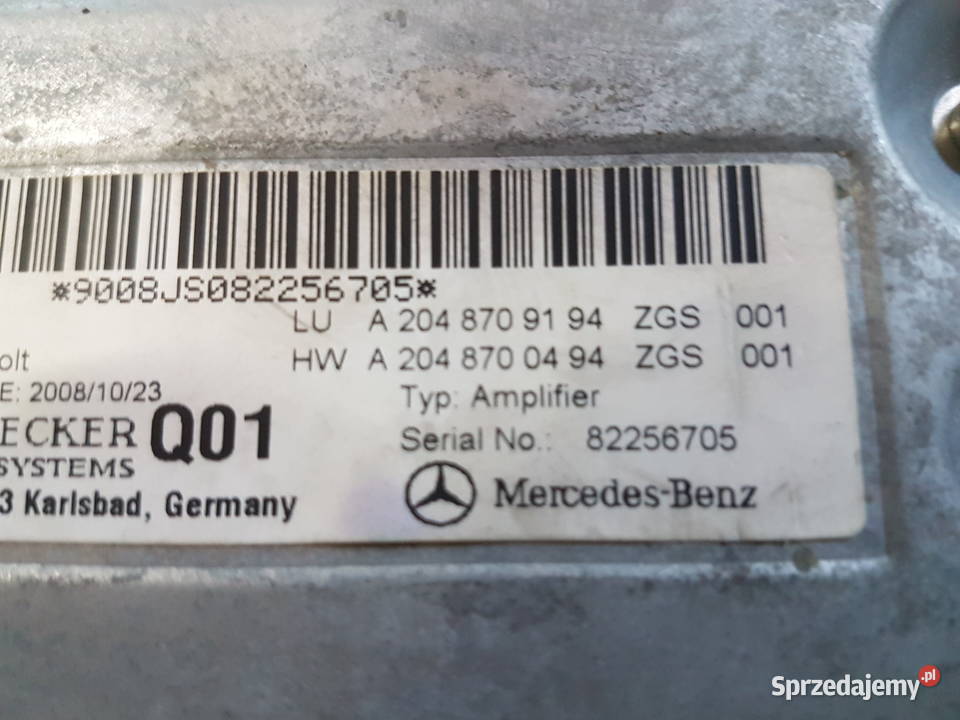 *9008JS082256705*
LU A 204 870 91 94 ZGS 001
olt HW A 204 870 04 94 ZGS 001
E: 2008/10/23 Typ: Amplifier
ECKER Q01
SYSTEMS Serial No.: 82256705
3 Karlsbad, Germany Mercedes-Benz
Sprzedajemy.pl